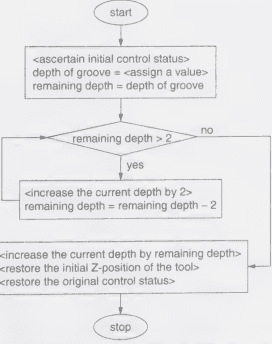 start
<ascertain initial control status>
depth of groove = <assign a value>
remaining depth = depth of groove
remaining depth > 2
no
yes
<increase the current depth by 2>
remaining depth = remaining depth – 2
<increase the current depth by remaining depth>
<restore the initial Z-position of the tool>
<restore the original control status>
stop